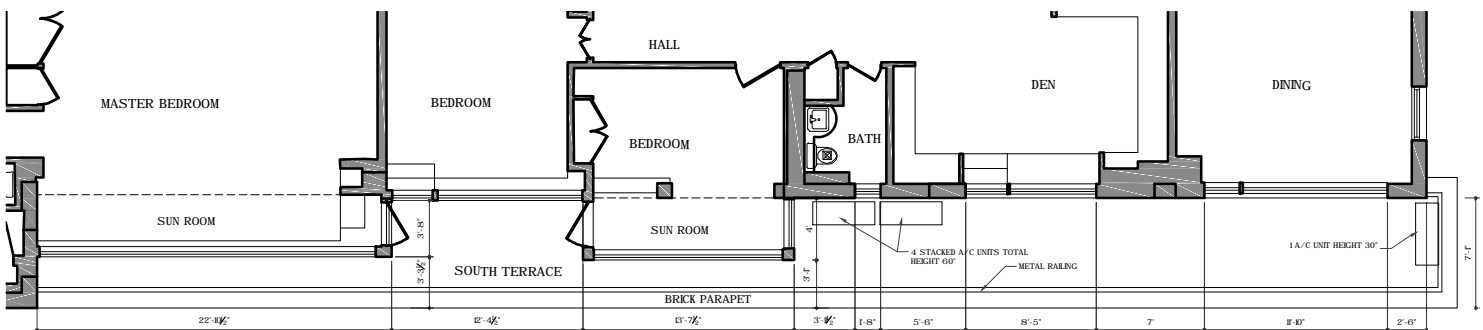 HALL
MASTER BEDROOM
BEDROOM
DEN
DINING
BATH
BEDROOM
SUN ROOM
SUN ROOM
3'-8"
4'
4 STACKED A/C UNITS TOTAL
HEIGHT 60"
1 A/C UNIT HEIGHT 30"
METAL RAILING
SOUTH TERRACE
3'-3½"
3'-1"
7'-1"
BRICK PARAPET
22'-10½"
12'-4½"
13'-7½"
1'-8"
5'-6"
8'-5"
7'
11'-10"
2'-6"